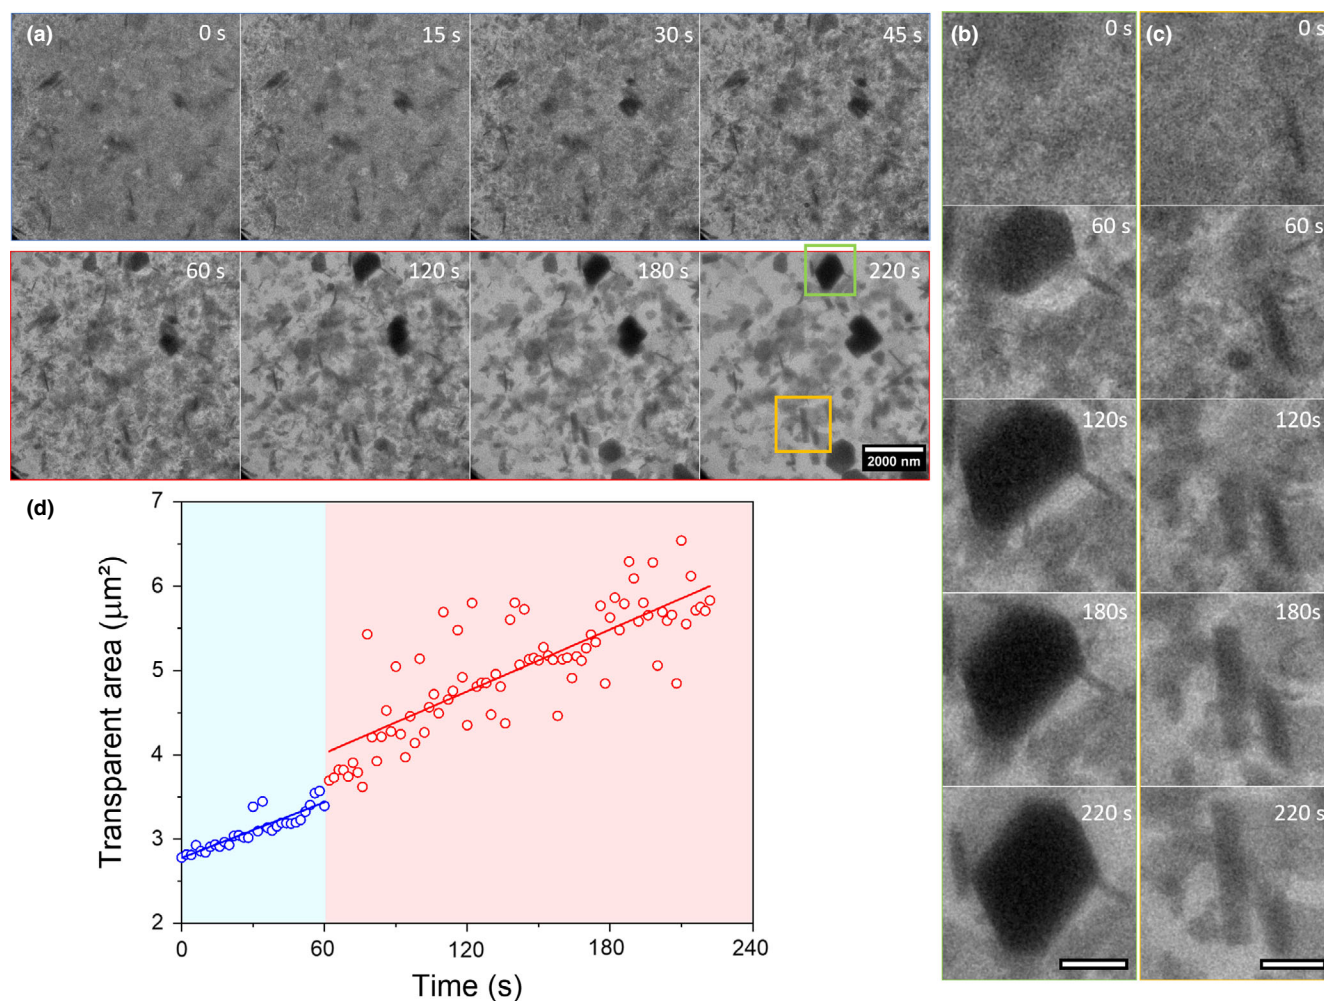 (a)
0 s
15 s
30 s
45 s
60 s
120 s
180 s
220 s
2000 nm
(b)
0 s
60 s
120s
180s
220 s
(c)
0 s
60 s
120s
180s
220 s
(d)
Transparent area (μm²)
7
6
5
4
3
2
0
60
120
180
240
Time (s)